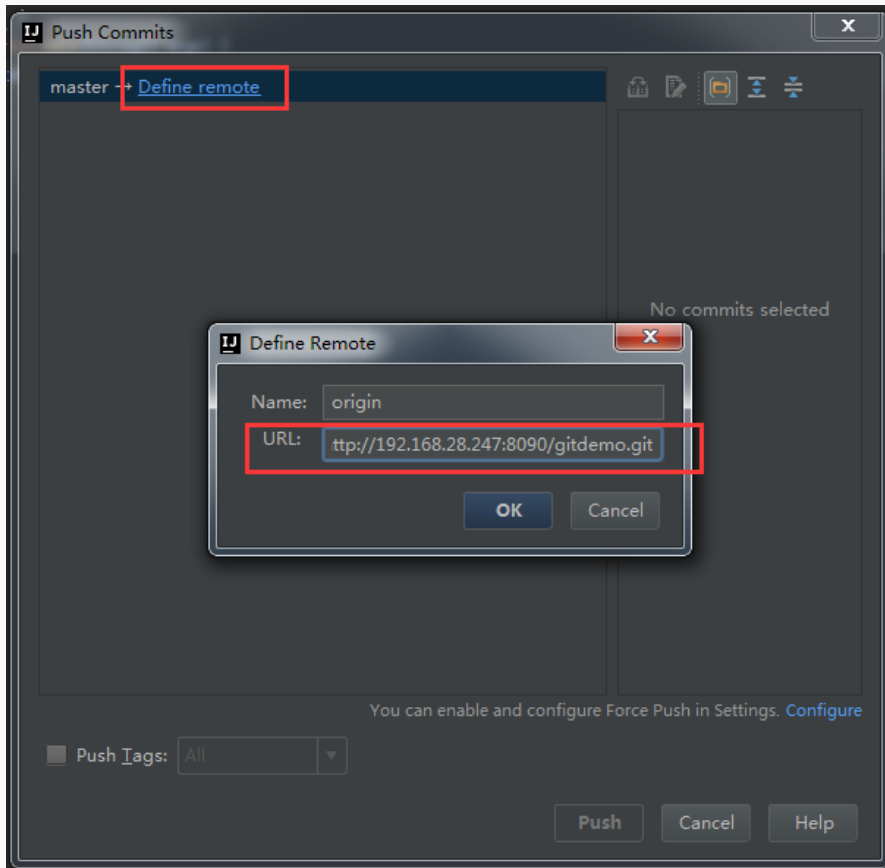 Push Commits
master → Define remote
No commits selected
Define Remote
Name: origin
URL: ttp://192.168.28.247:8090/gitdemo.git
OK Cancel
You can enable and configure Force Push in Settings. Configure
Push Tags: All
Push Cancel Help